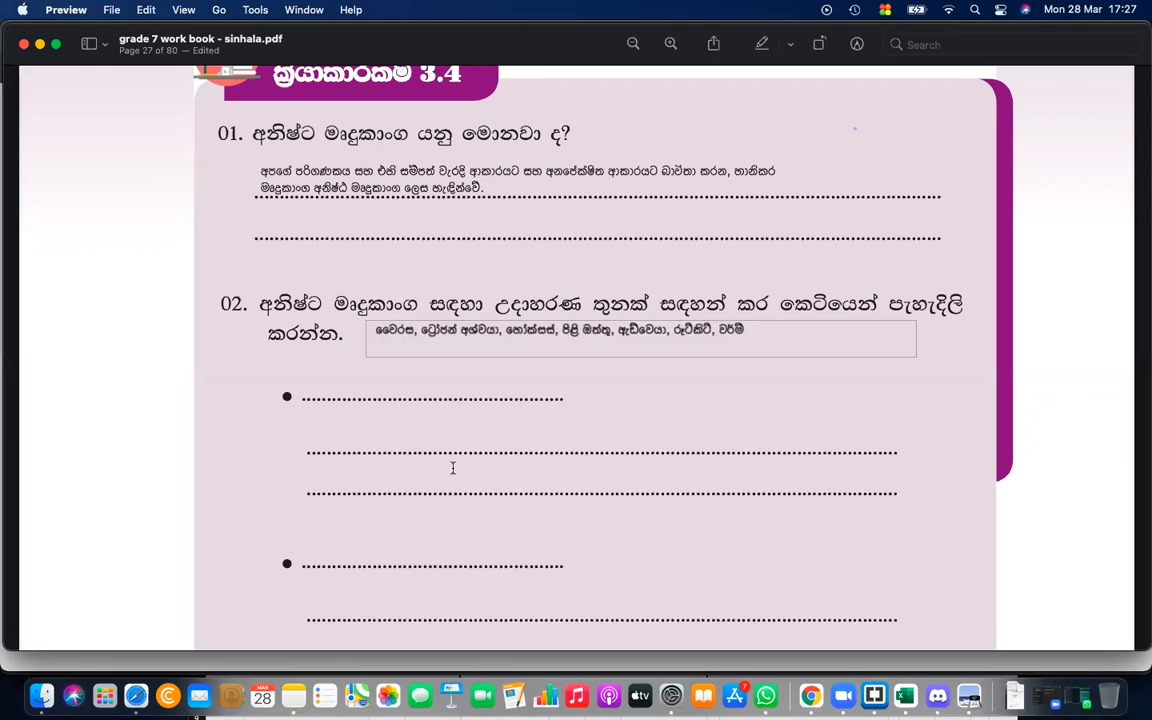 Preview File Edit View Go Tools Window Help Mon 28 Mar 17:27
grade 7 work book - sinhala.pdf
Page 27 of 80 — Edited
Search
ක්‍රියාකාරකම 3.4
01. අනිෂ්ට මෘදුකාංග යනු මොනවා ද?
අපගේ පරිගණකය සහ එහි සම්පත් වැරදි ආකාරයට සහ අනපේක්ෂිත ආකාරයට බාවිතා කරන, හානිකර
මෘදුකාංග අනිෂ්ඨ මෘදුකාංග ලෙස හැඳින්වේ.
02. අනිෂ්ට මෘදුකාංග සඳහා උදාහරණ තුනක් සඳහන් කර කෙටියෙන් පැහැදිලි
කරන්න.
වෛරස, ට්‍රෝජන් අශ්වයා, හෝක්සස්, පිළි ඔත්තු, ඇඩ්වෙයා, රූට්කිට්, වර්ම්